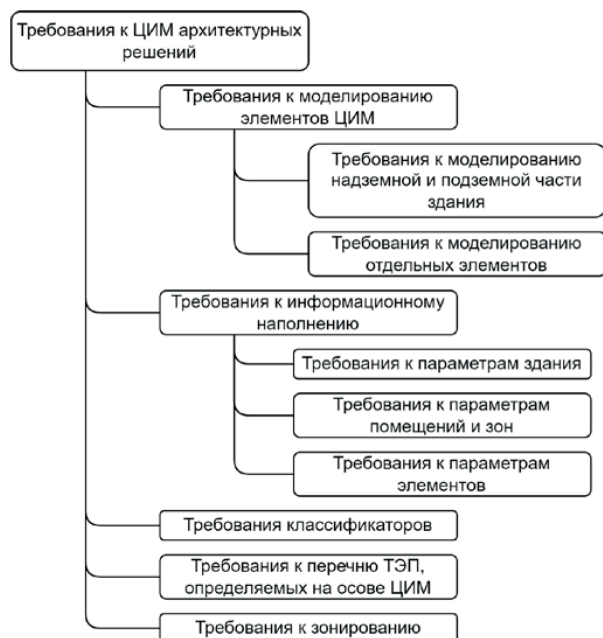 Требования к ЦИМ архитектурных
решений
Требования к моделированию
элементов ЦИМ
Требования к моделированию
надземной и подземной части
здания
Требования к моделированию
отдельных элементов
Требования к информационному
наполнению
Требования к параметрам здания
Требования к параметрам
помещений и зон
Требования к параметрам
элементов
Требования классификаторов
Требования к перечню ТЭП,
определяемых на осове ЦИМ
Требования к зонированию